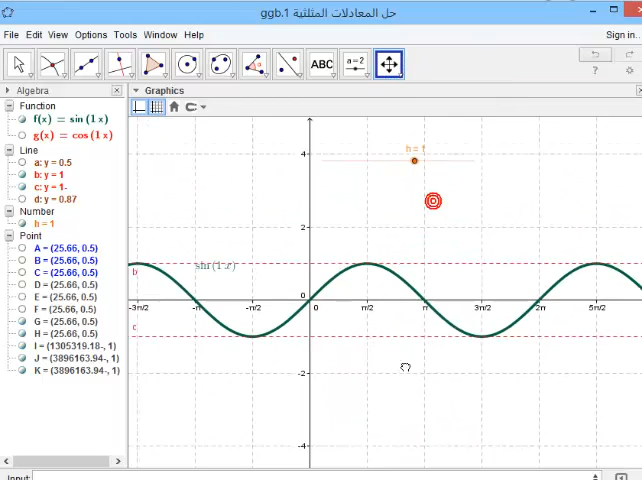 حل المعادلات المثلثية 1.ggb
File Edit View Options Tools Window Help
Sign in..
ABC
a=2
?
Algebra
Graphics
Function
f(x) = sin(1 x)
g(x) = cos(1 x)
Line
a: y = 0.5
b: y = 1
c: y = 1-
d: y = 0.87
Number
h = 1
Point
A = (25.66, 0.5)
B = (25.66, 0.5)
C = (25.66, 0.5)
D = (25.66, 0.5)
E = (25.66, 0.5)
F = (25.66, 0.5)
G = (25.66, 0.5)
H = (25.66, 0.5)
I = (1305319.18-, 1)
J = (3896163.94-, 1)
K = (3896163.94-, 1)
h = 1
4
2
sin(1 x)
b
0
-3π/2 -π -π/2 0 π/2 π 3π/2 2π 5π/2
c
-2
-4
Input: